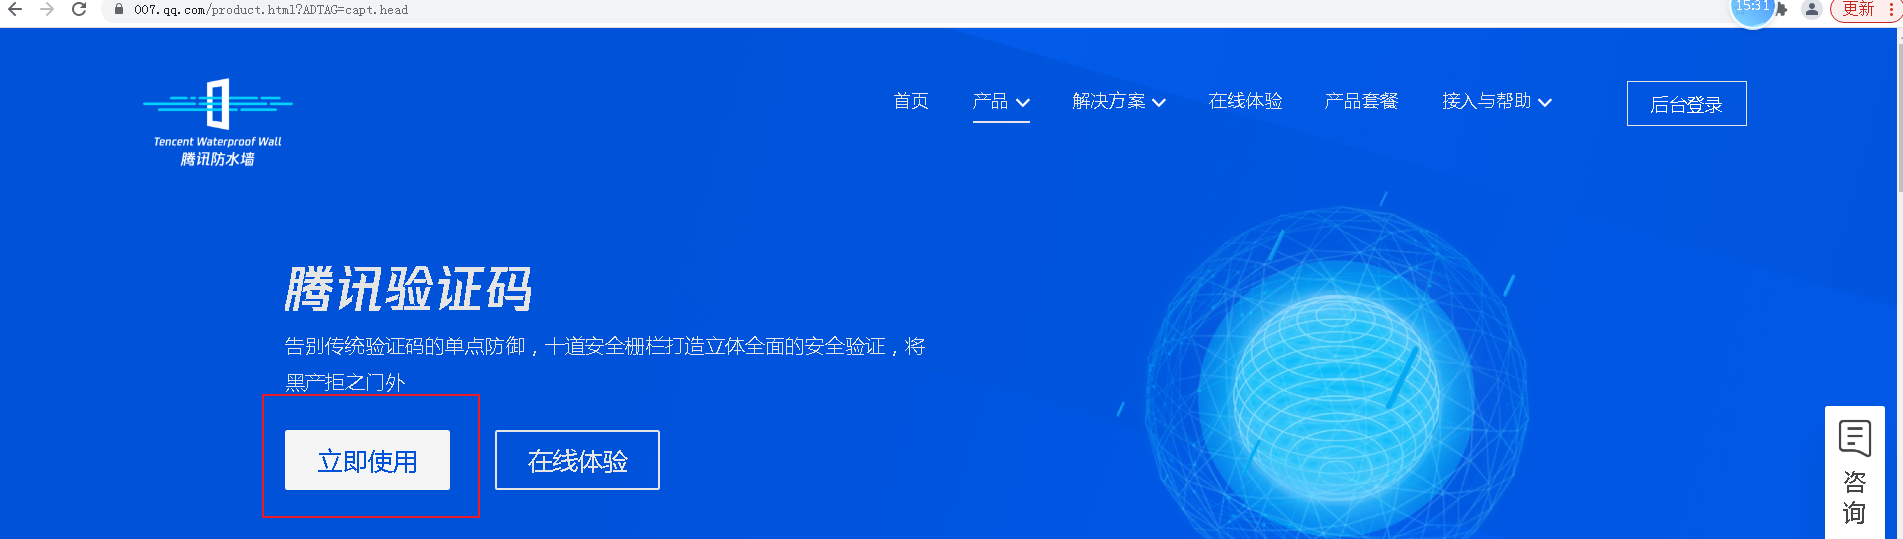 007.qq.com/product.html?ADTAG=capt.head
15:31
更新
Tencent Waterproof Wall
腾讯防水墙
首页 产品 解决方案 在线体验 产品套餐 接入与帮助 后台登录
腾讯验证码
告别传统验证码的单点防御，十道安全栅栏打造立体全面的安全验证，将
黑产拒之门外
立即使用 在线体验
咨
询